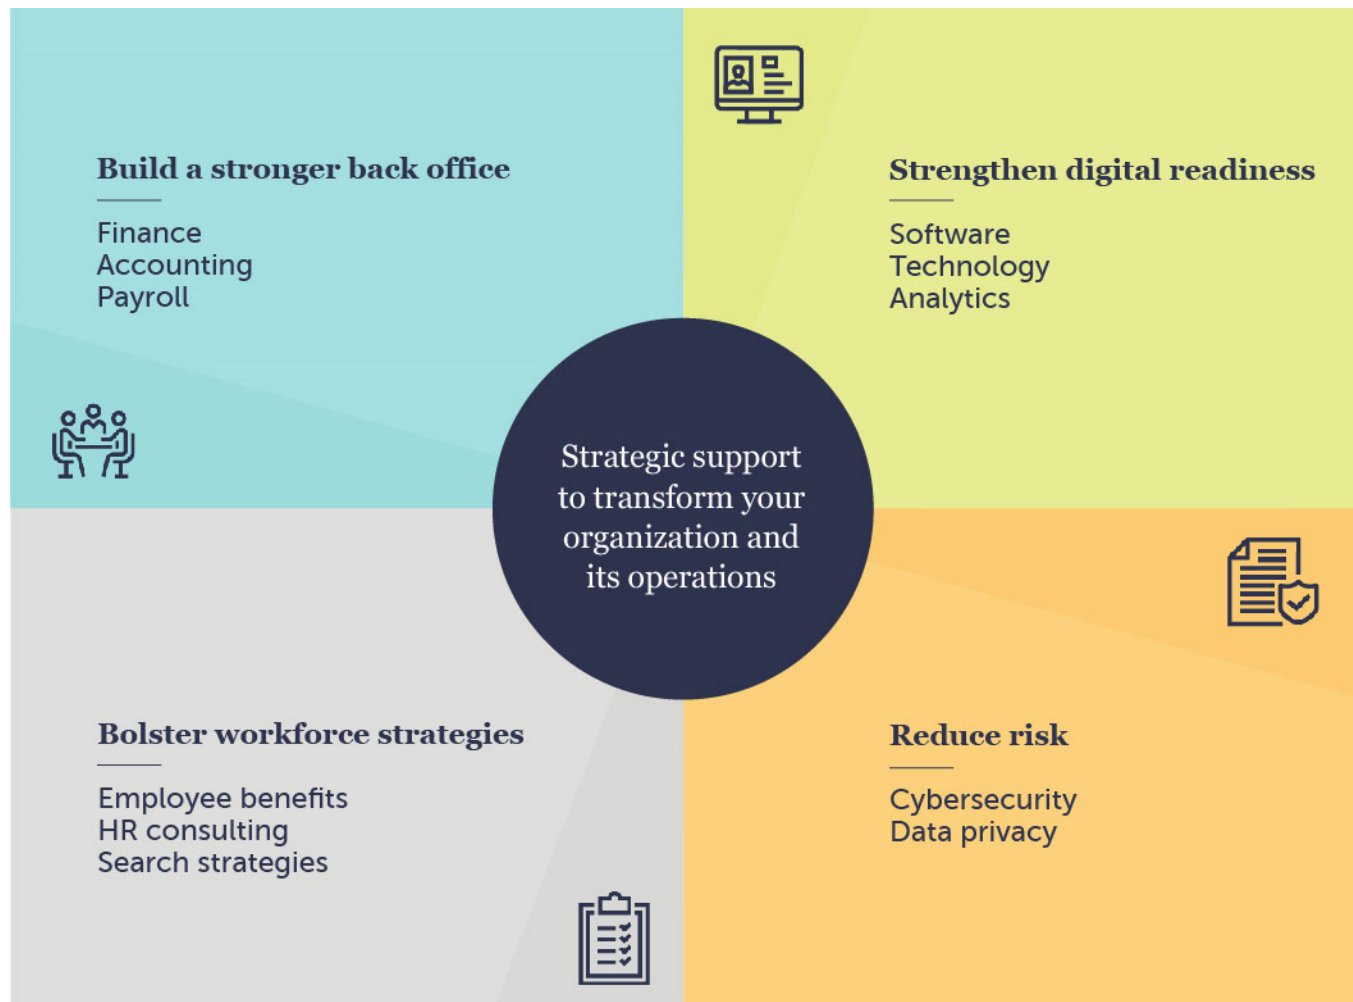 Build a stronger back office
Finance
Accounting
Payroll
Strengthen digital readiness
Software
Technology
Analytics
Strategic support
to transform your
organization and
its operations
Bolster workforce strategies
Employee benefits
HR consulting
Search strategies
Reduce risk
Cybersecurity
Data privacy